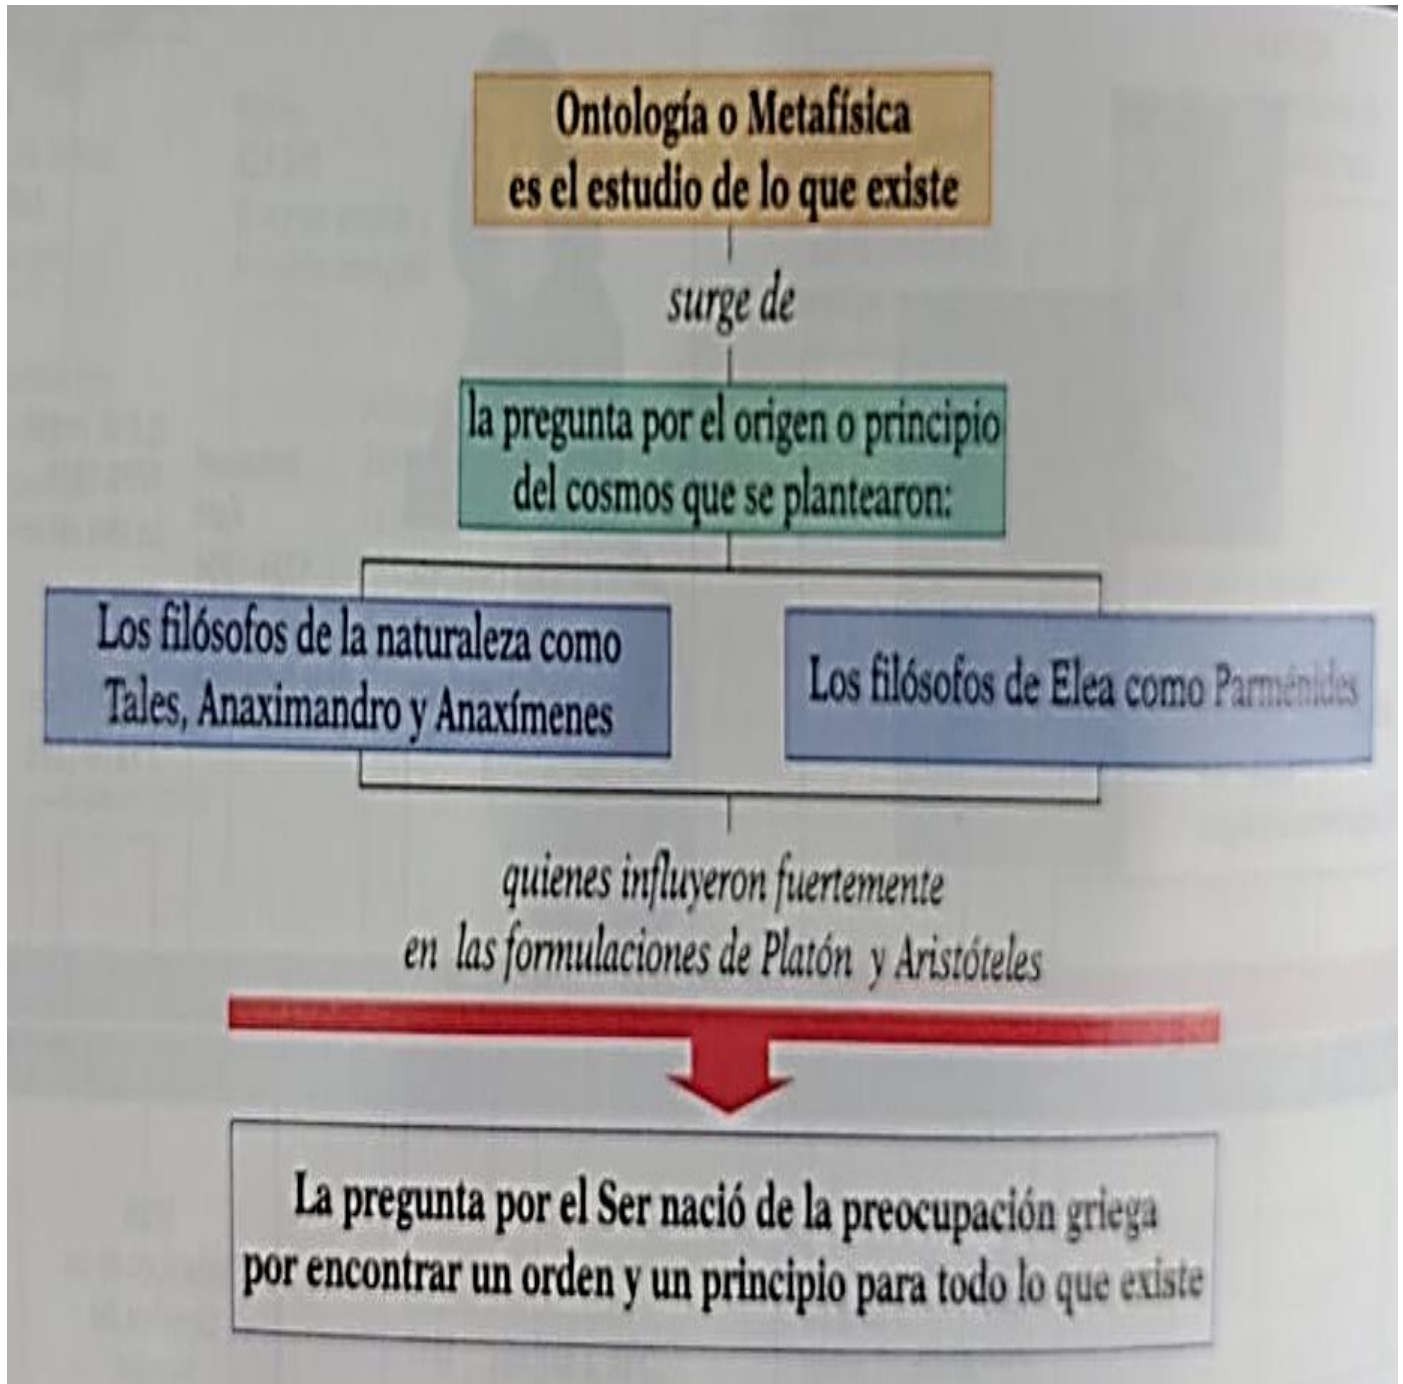 Ontología o Metafísica
es el estudio de lo que existe
surge de
la pregunta por el origen o principio
del cosmos que se plantearon:
Los filósofos de la naturaleza como
Tales, Anaximandro y Anaxímenes
Los filósofos de Elea como Parménides
quienes influyeron fuertemente
en las formulaciones de Platón y Aristóteles
La pregunta por el Ser nació de la preocupación griega
por encontrar un orden y un principio para todo lo que existe